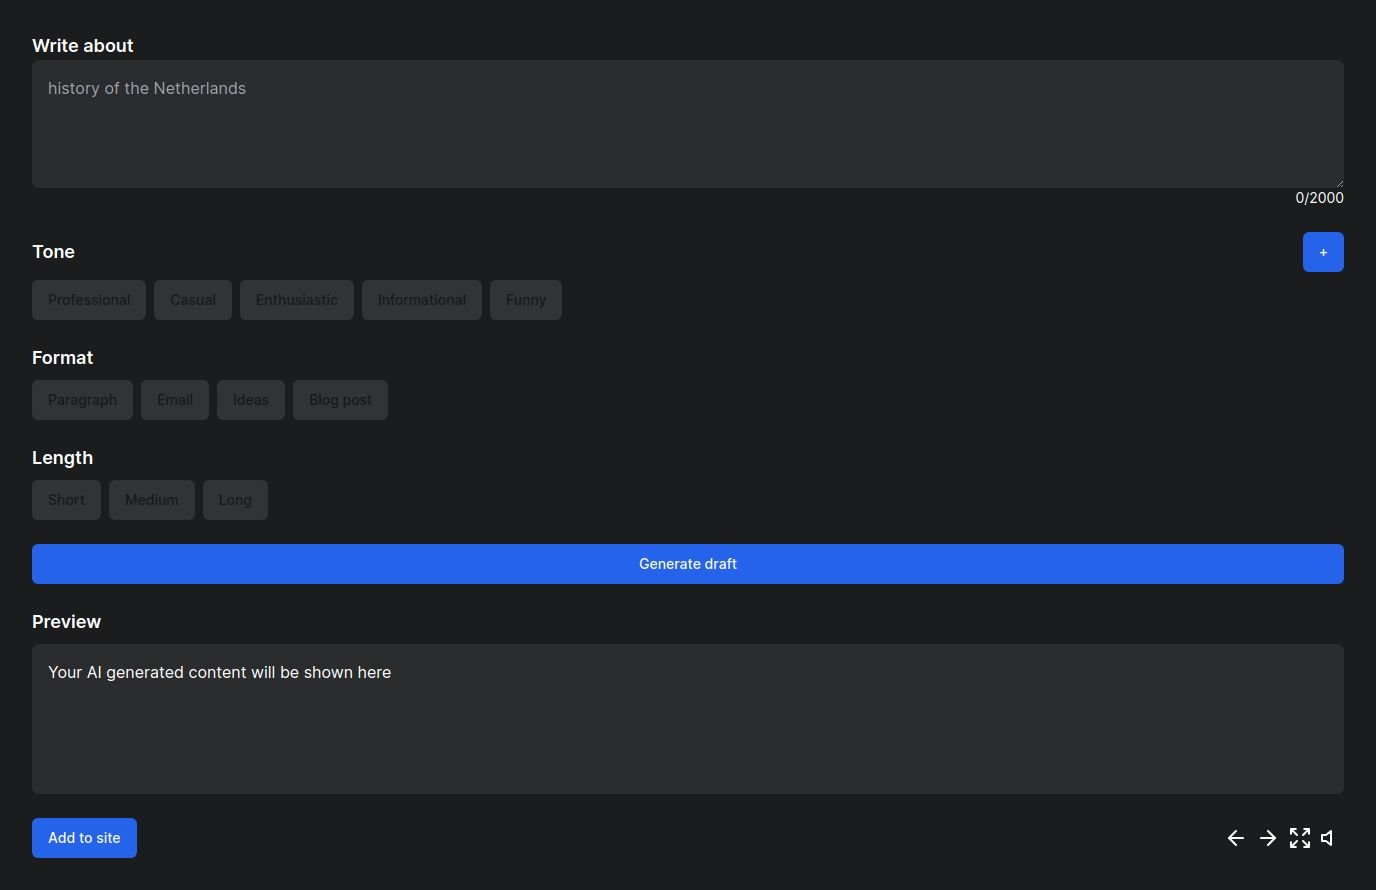 Write about
history of the Netherlands
0/2000
Tone
+
Professional Casual Enthusiastic Informational Funny
Format
Paragraph Email Ideas Blog post
Length
Short Medium Long
Generate draft
Preview
Your AI generated content will be shown here
Add to site